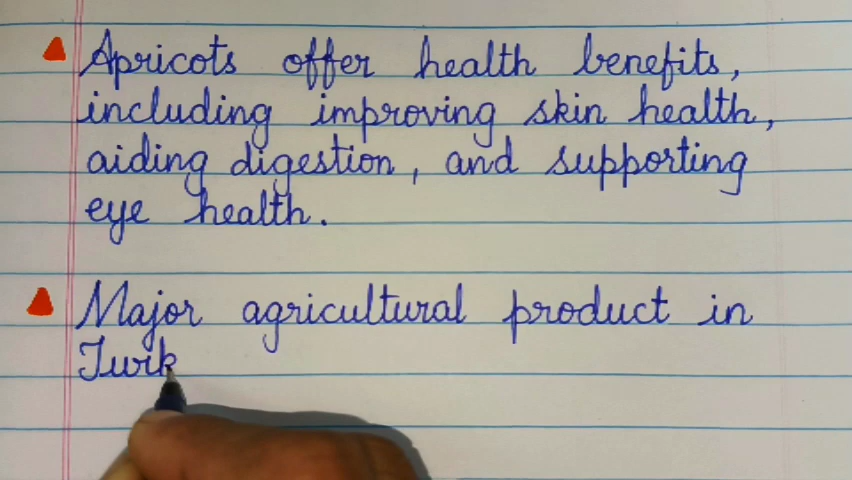 Apricots offer health benefits,
including improving skin health,
aiding digestion, and supporting
eye health.
Major agricultural product in
Turk